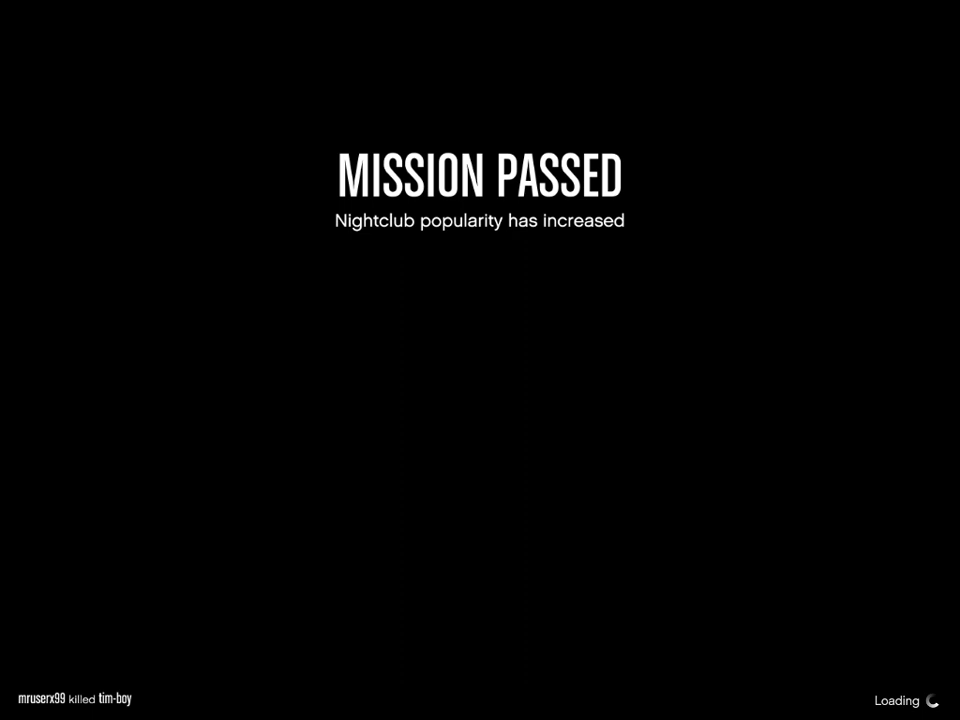 MISSION PASSED
Nightclub popularity has increased
mruserx99 killed tim-boy
Loading